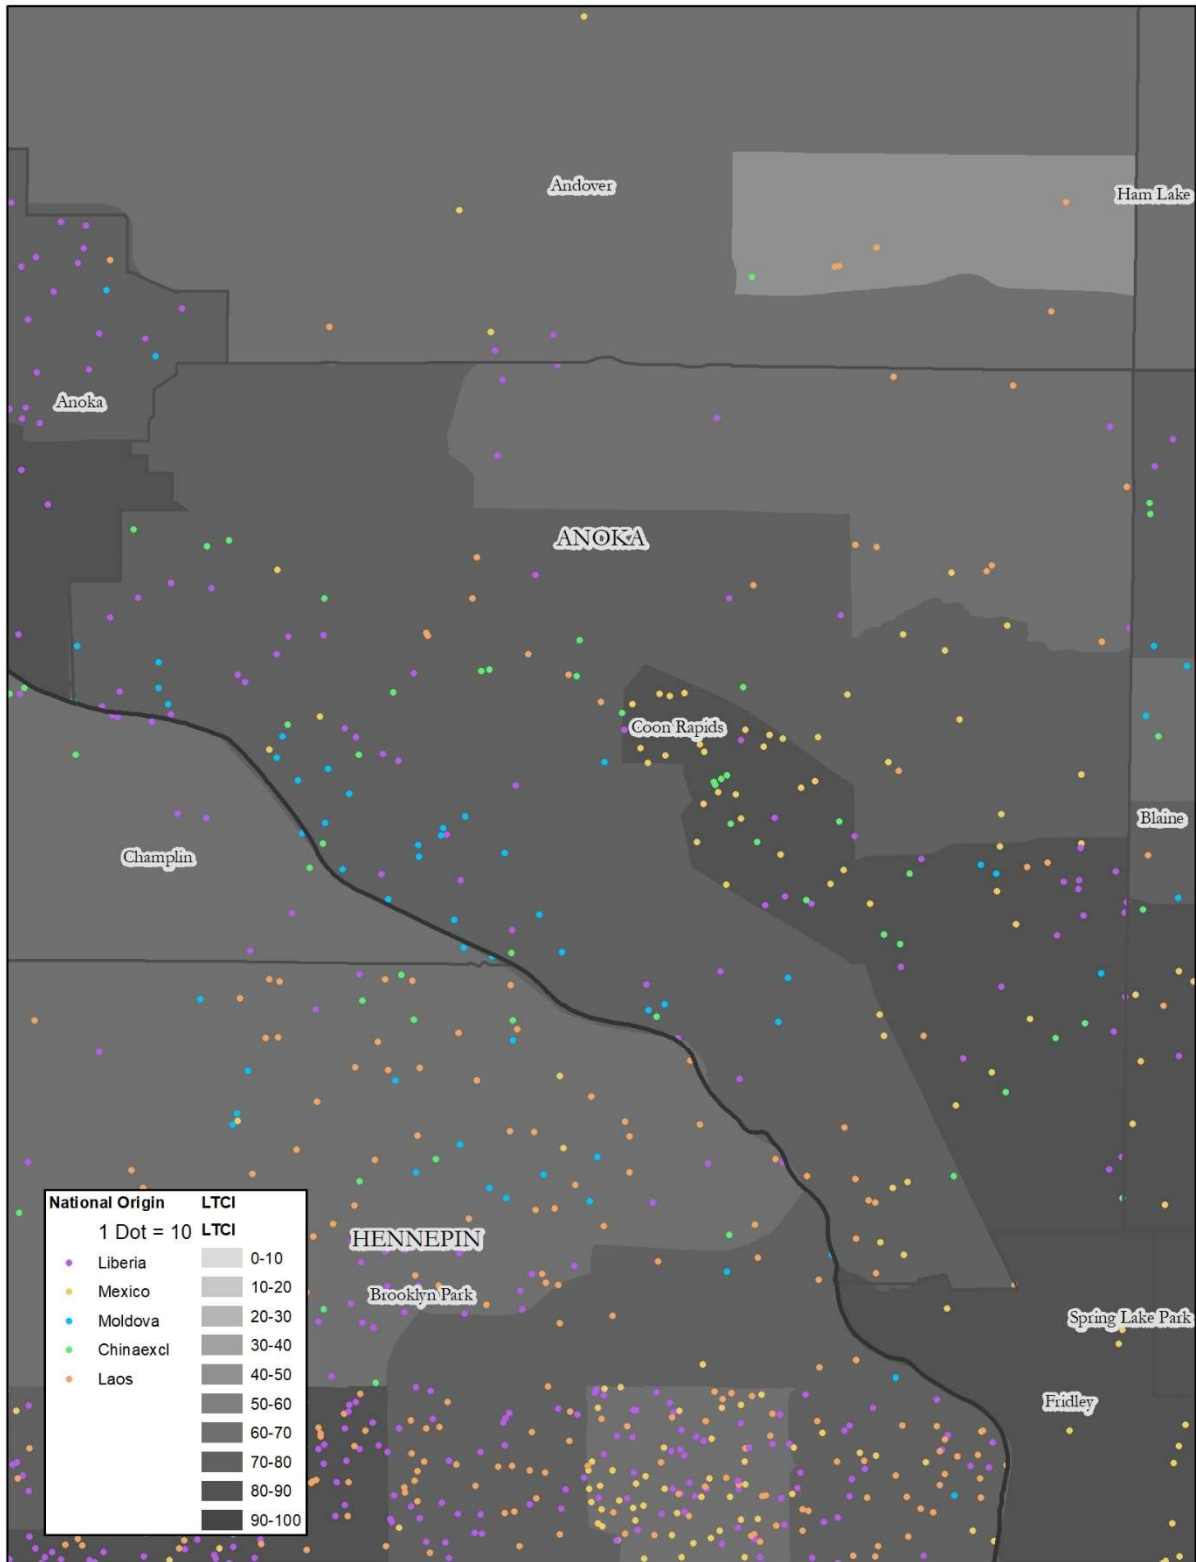 Andover
Ham Lake
Anoka
ANOKA
Coon Rapids
Blaine
Champlin
HENNEPIN
Brooklyn Park
Spring Lake Park
Fridley
National Origin
1 Dot = 10
Liberia
Mexico
Moldova
Chinaexcl
Laos
LTCI
LTCI
0-10
10-20
20-30
30-40
40-50
50-60
60-70
70-80
80-90
90-100